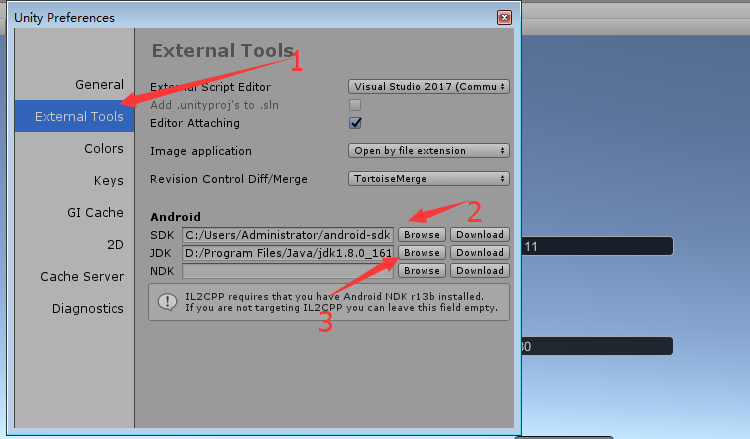 Unity Preferences
External Tools
1
General
External Script Editor
Visual Studio 2017 (Commu
Add .unityproj's to .sln
External Tools
Editor Attaching
Colors
Image application
Open by file extension
Keys
Revision Control Diff/Merge
TortoiseMerge
GI Cache
2
Android
2D
SDK C:/Users/Administrator/android-sdk Browse Download
11
JDK D:/Program Files/Java/jdk1.8.0_161 Browse Download
Cache Server
NDK Browse Download
Diagnostics
IL2CPP requires that you have Android NDK r13b installed.
If you are not targeting IL2CPP you can leave this field empty.
3